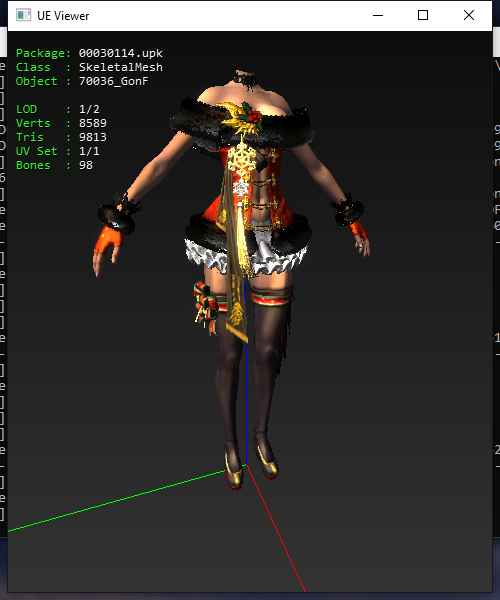 UE Viewer
Package: 00030114.upk
Class : SkeletalMesh
Object : 70036_GonF
LOD : 1/2
Verts : 8589
Tris : 9813
UV Set : 1/1
Bones : 98